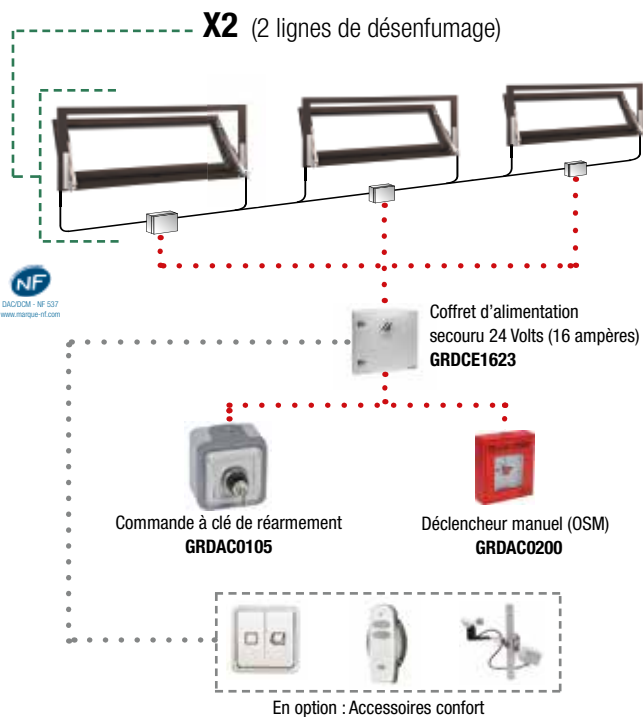 X2 (2 lignes de désenfumage)
NF
DAC/DCM - NF 537
www.marque-nf.com
Coffret d'alimentation
secouru 24 Volts (16 ampères)
GRDCE1623
Commande à clé de réarmement
GRDAC0105
Déclencheur manuel (OSM)
GRDAC0200
En option : Accessoires confort